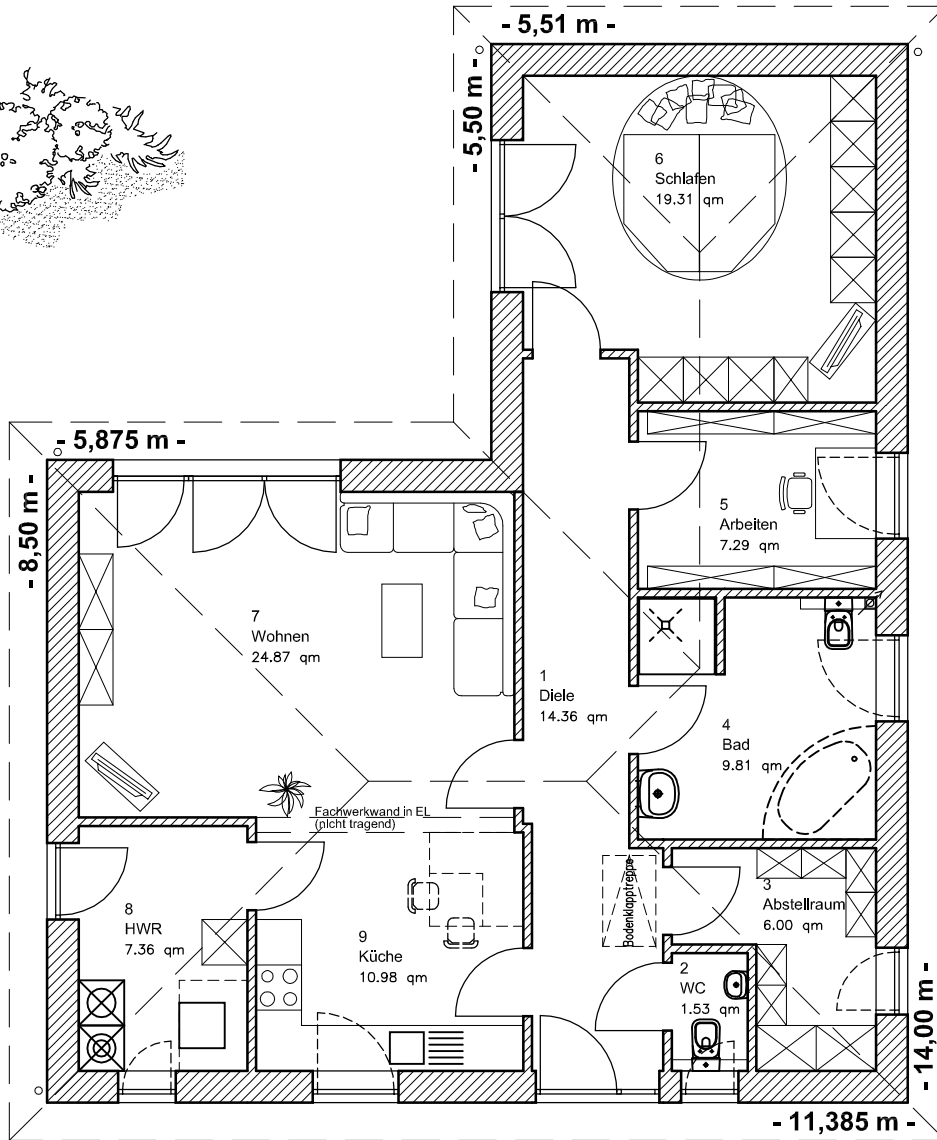 - 5,51 m -
- 5,50 m -
6
Schlafen
19.31 qm
- 5,875 m -
- 8,50 m -
5
Arbeiten
7.29 qm
7
Wohnen
24.87 qm
1
Diele
14.36 qm
4
Bad
9.81 qm
Fachwerkwand in EL
(nicht tragend)
Bodenklapptreppe
3
Abstellraum
6.00 qm
8
HWR
7.36 qm
9
Küche
10.98 qm
2
WC
1.53 qm
- 14,00 m -
- 11,385 m -